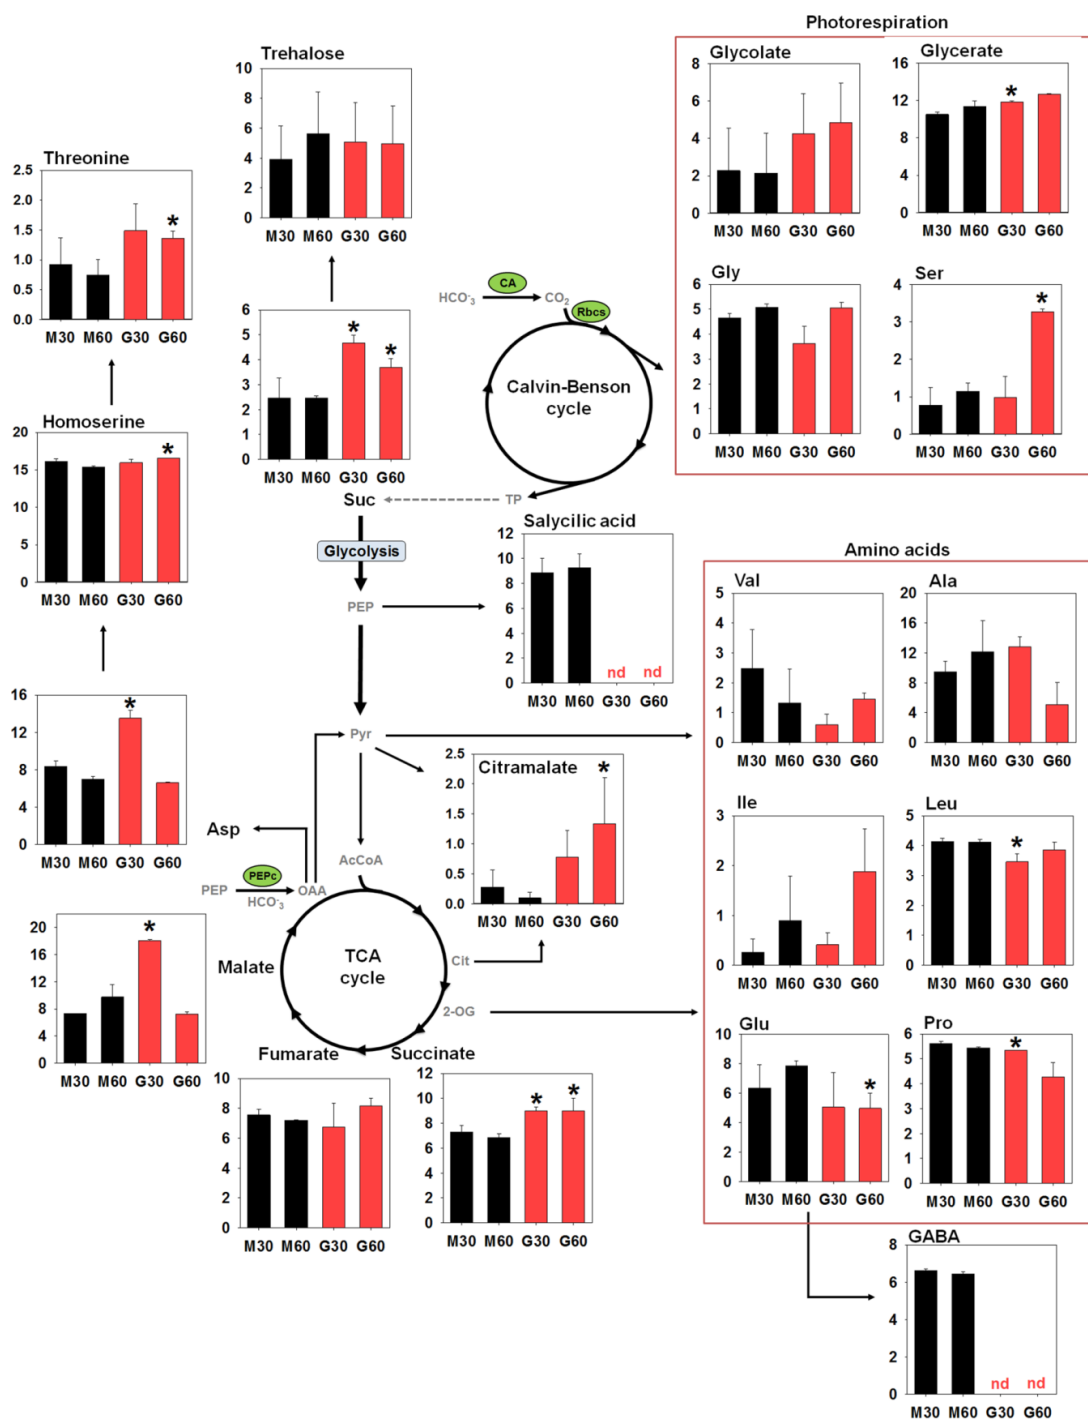 Photorespiration
Trehalose
10
8
6
4
2
0
M30 M60 G30 G60
Glycolate
8
6
4
2
0
M30 M60 G30 G60
Glycerate
16
12
8
4
0
*
M30 M60 G30 G60
Threonine
2.5
2.0
1.5
1.0
0.5
0.0
*
M30 M60 G30 G60
Gly
6
5
4
3
2
1
0
M30 M60 G30 G60
Ser
4
3
2
1
0
*
M30 M60 G30 G60
HCO⁻₃
CA
CO₂
Rbcs
Calvin-Benson
cycle
TP
6
5
4
3
2
1
0
* *
M30 M60 G30 G60
Suc
Glycolysis
PEP
Homoserine
20
15
10
5
0
*
M30 M60 G30 G60
Salycilic acid
12
10
8
6
4
2
0
nd nd
M30 M60 G30 G60
Amino acids
Val
5
4
3
2
1
0
M30 M60 G30 G60
Ala
20
16
12
8
4
0
M30 M60 G30 G60
16
12
8
4
0
*
M30 M60 G30 G60
Pyr
Citramalate
2.5
2.0
1.5
1.0
0.5
0.0
*
M30 M60 G30 G60
Ile
3
2
1
0
M30 M60 G30 G60
Leu
5
4
3
2
1
0
*
M30 M60 G30 G60
Asp
AcCoA
PEP
PEPc
HCO⁻₃
OAA
TCA
cycle
Malate
Cit
2-OG
Fumarate
Succinate
20
16
12
8
4
0
*
M30 M60 G30 G60
10
8
6
4
2
0
M30 M60 G30 G60
12
10
8
6
4
2
0
* *
M30 M60 G30 G60
Glu
10
8
6
4
2
0
*
M30 M60 G30 G60
Pro
6
5
4
3
2
1
0
*
M30 M60 G30 G60
GABA
8
6
4
2
0
nd nd
M30 M60 G30 G60